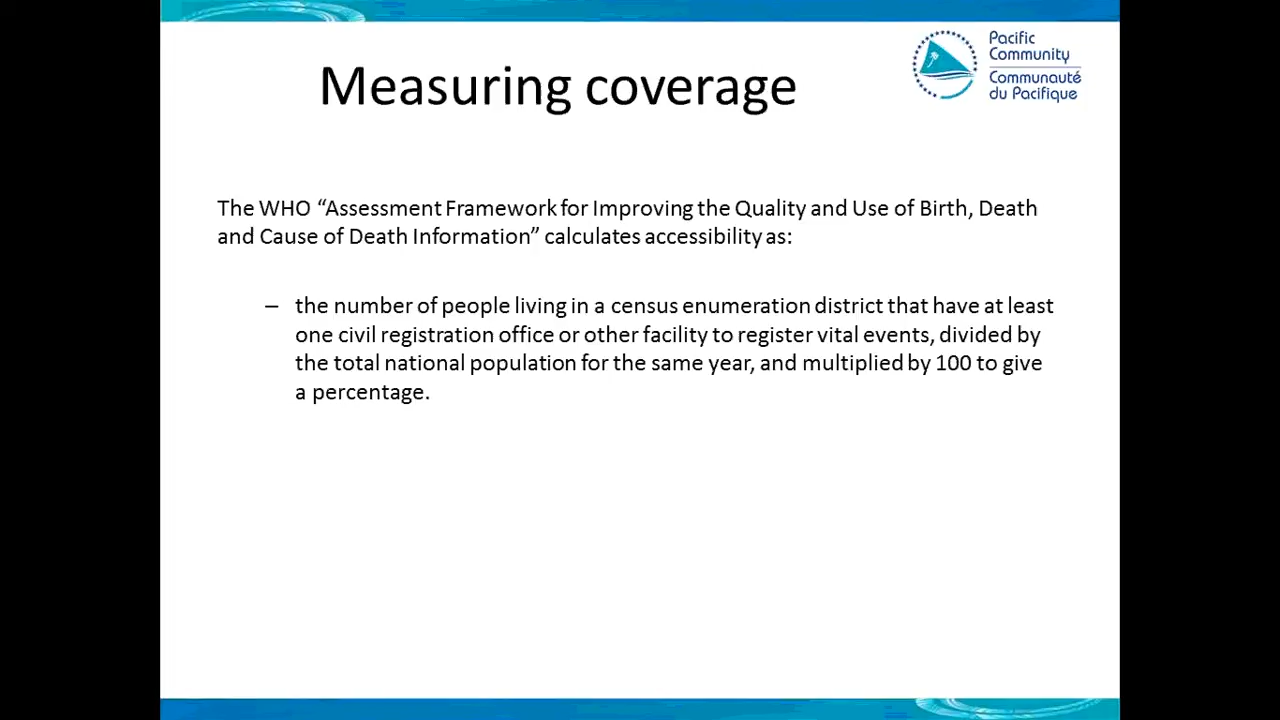 Measuring coverage
Pacific
Community
Communauté
du Pacifique
The WHO “Assessment Framework for Improving the Quality and Use of Birth, Death
and Cause of Death Information” calculates accessibility as:
– the number of people living in a census enumeration district that have at least
one civil registration office or other facility to register vital events, divided by
the total national population for the same year, and multiplied by 100 to give
a percentage.